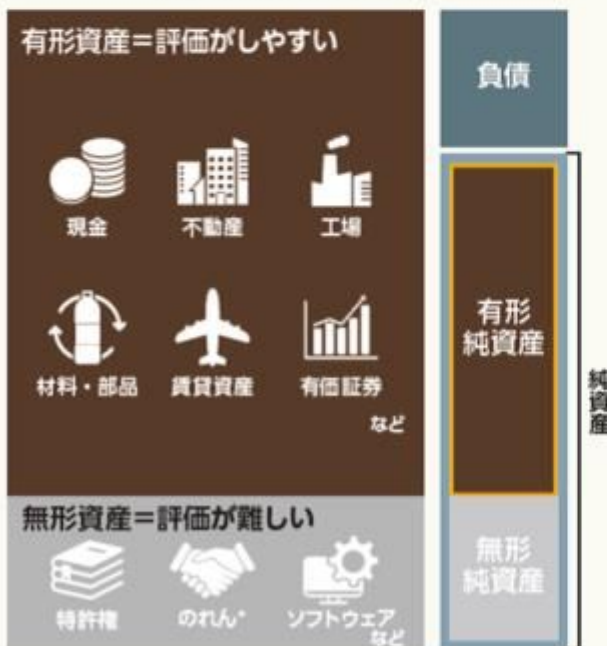 有形資産=評価がしやすい
現金
不動産
工場
材料・部品
賃貸資産
有価証券
など
無形資産=評価が難しい
特許権
のれん*
ソフトウェア
など
負債
有形
純資産
無形
純資産
純資産